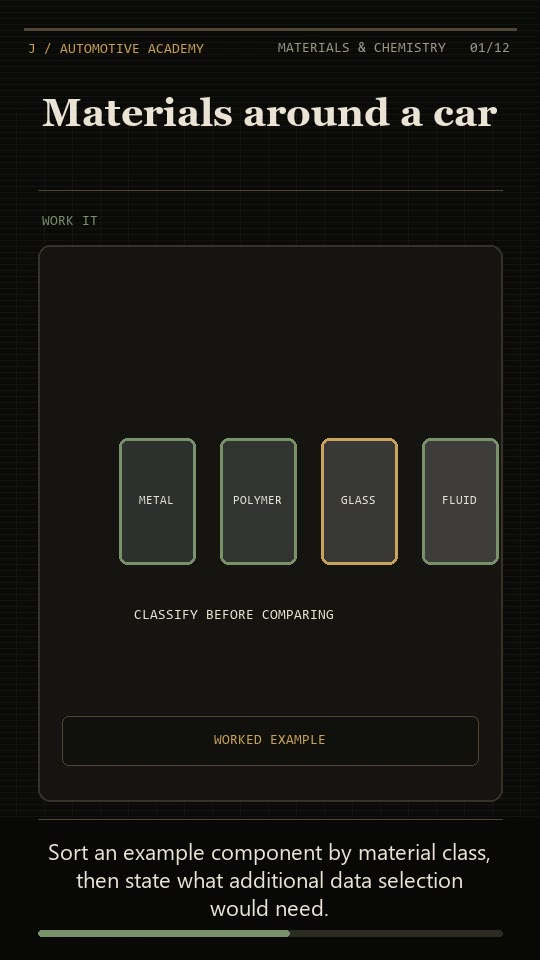 J / AUTOMOTIVE ACADEMY
MATERIALS & CHEMISTRY 01/12
Materials around a car
WORK IT
METAL
POLYMER
GLASS
FLUID
CLASSIFY BEFORE COMPARING
WORKED EXAMPLE
Sort an example component by material class,
then state what additional data selection
would need.